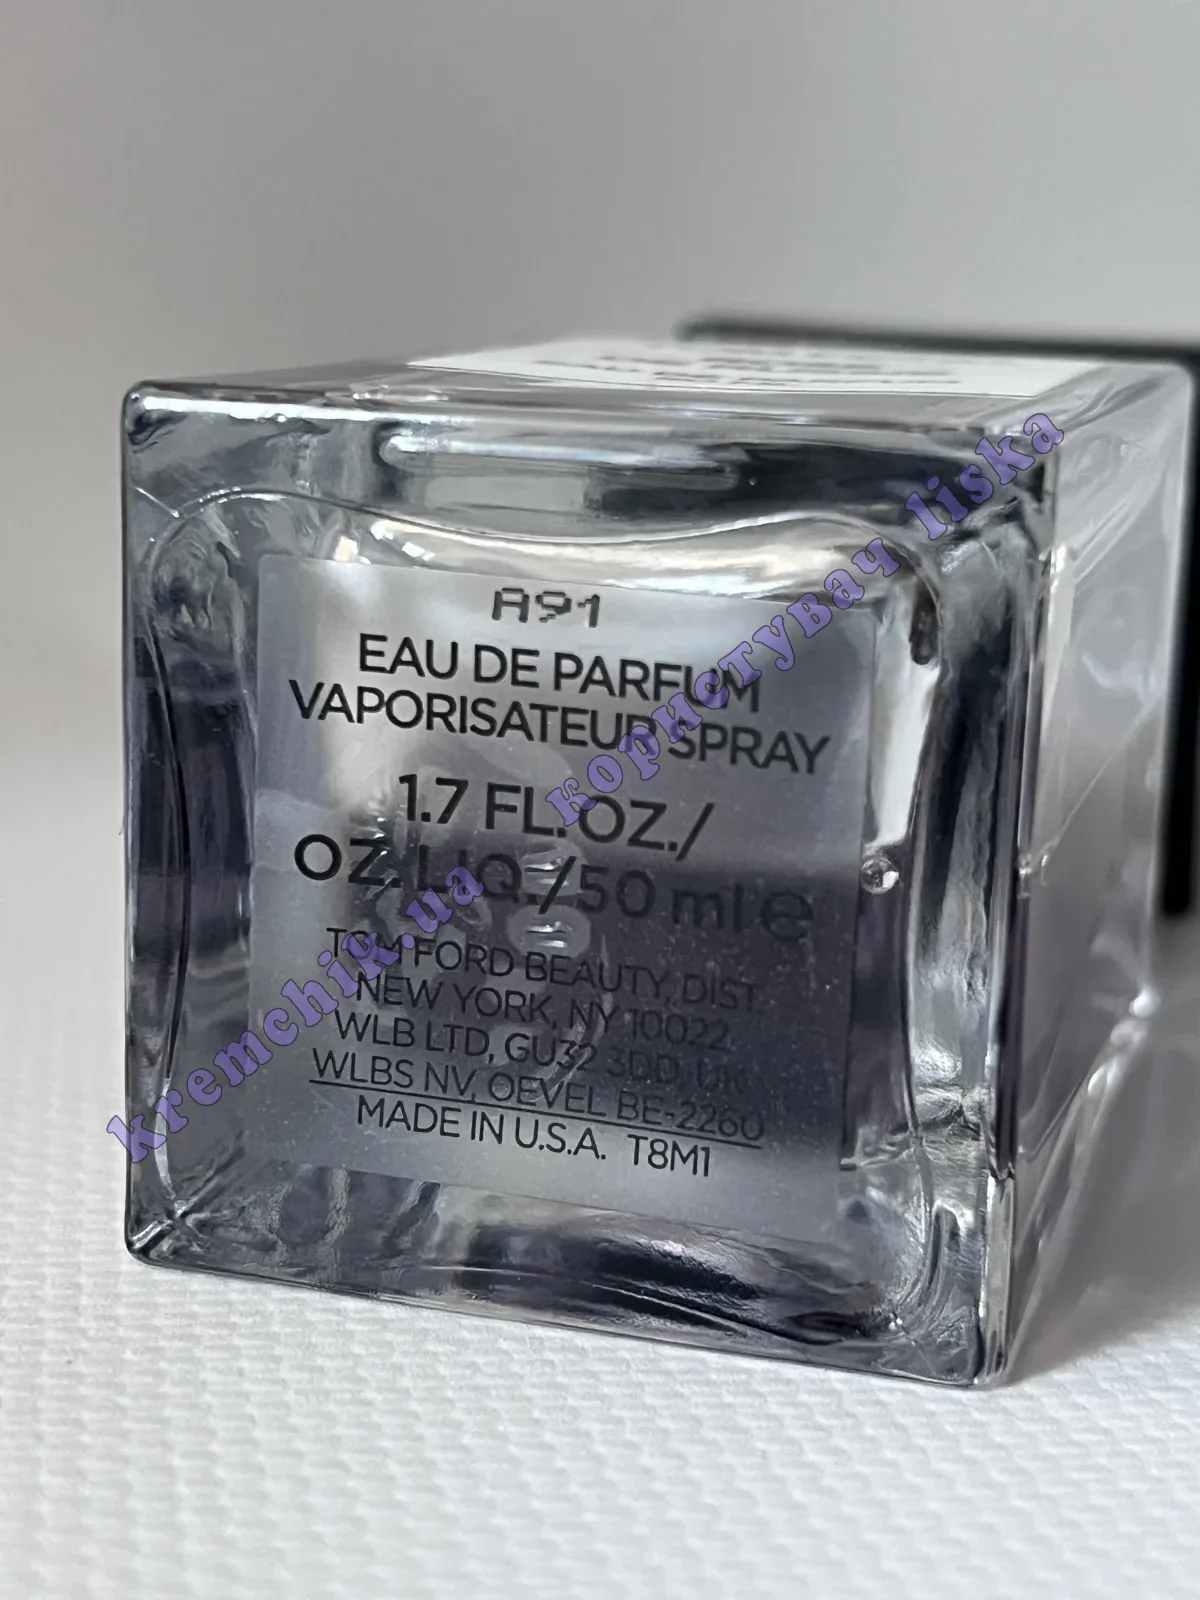 A91
EAU DE PARFUM
VAPORISATEUR SPRAY
1.7 FL.OZ./
OZ.LIQ./50 ml e
TOM FORD BEAUTY, DIST.
NEW YORK, NY 10022
WLB LTD, GU32 3DD, UK
WLBS NV, OEVEL BE-2260
MADE IN U.S.A. T8M1
kremchik.ua
користувач liska